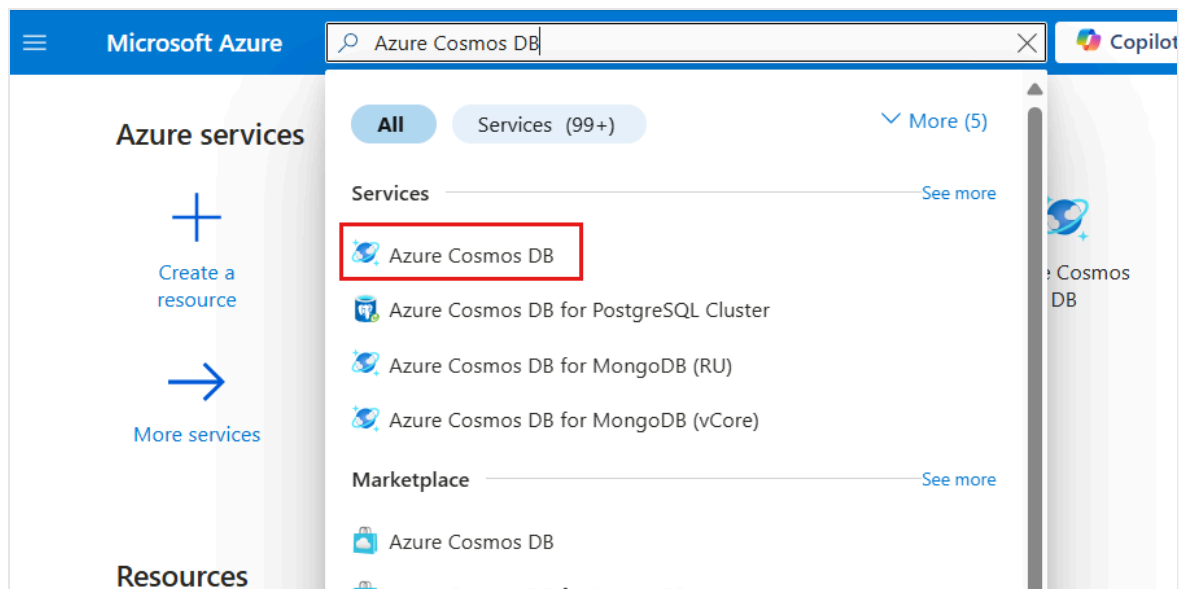 Microsoft Azure
Azure Cosmos DB
Copilot
Azure services
Create a
resource
More services
Resources
All
Services (99+)
More (5)
Services
See more
Azure Cosmos DB
Azure Cosmos DB for PostgreSQL Cluster
Azure Cosmos DB for MongoDB (RU)
Azure Cosmos DB for MongoDB (vCore)
Marketplace
See more
Azure Cosmos DB
Cosmos
DB